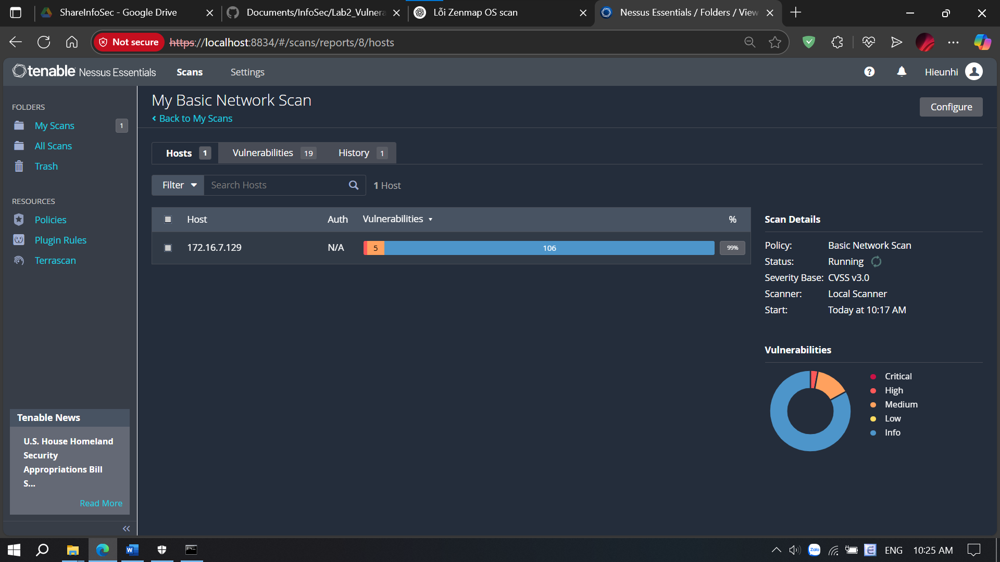 ShareInfoSec - Google Drive
Documents/InfoSec/Lab2_Vulnera
Lỗi Zenmap OS scan
Nessus Essentials / Folders / View
Not secure https://localhost:8834/#/scans/reports/8/hosts
tenable Nessus Essentials
Scans
Settings
Hieunhi
FOLDERS
My Scans 1
All Scans
Trash
RESOURCES
Policies
Plugin Rules
Terrascan
Tenable News
U.S. House Homeland
Security
Appropriations Bill
S...
Read More
My Basic Network Scan
Back to My Scans
Configure
Hosts 1
Vulnerabilities 19
History 1
Filter
Search Hosts
1 Host
Host Auth Vulnerabilities %
172.16.7.129 N/A 5 106 99%
Scan Details
Policy: Basic Network Scan
Status: Running
Severity Base: CVSS v3.0
Scanner: Local Scanner
Start: Today at 10:17 AM
Vulnerabilities
Critical
High
Medium
Low
Info
Zalo
ENG
10:25 AM